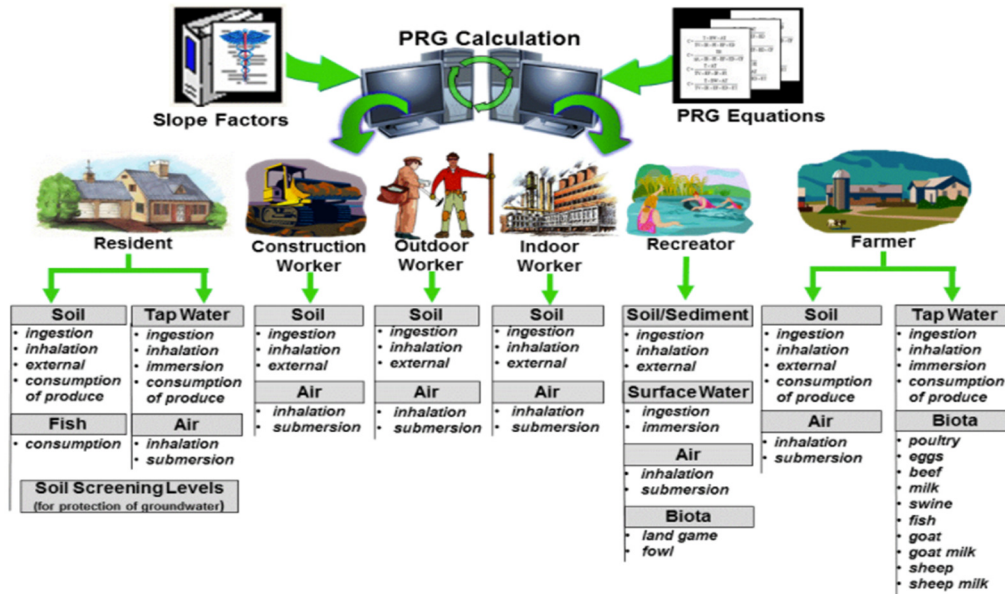 PRG Calculation
Slope Factors
PRG Equations
Resident
Construction
Worker
Outdoor
Worker
Indoor
Worker
Recreator
Farmer
Soil
• ingestion
• inhalation
• external
• consumption
of produce
Fish
• consumption
Tap Water
• ingestion
• inhalation
• immersion
• consumption
of produce
Air
• inhalation
• submersion
Soil Screening Levels
(for protection of groundwater)
Soil
• ingestion
• inhalation
• external
Air
• inhalation
• submersion
Soil
• ingestion
• inhalation
• external
Air
• inhalation
• submersion
Soil
• ingestion
• inhalation
• external
Air
• inhalation
• submersion
Soil/Sediment
• ingestion
• inhalation
• external
Surface Water
• ingestion
• immersion
Air
• inhalation
• submersion
Biota
• land game
• fowl
Soil
• ingestion
• inhalation
• external
• consumption
of produce
Air
• inhalation
• submersion
Tap Water
• ingestion
• inhalation
• immersion
• consumption
of produce
Biota
• poultry
• eggs
• beef
• milk
• swine
• fish
• goat
• goat milk
• sheep
• sheep milk